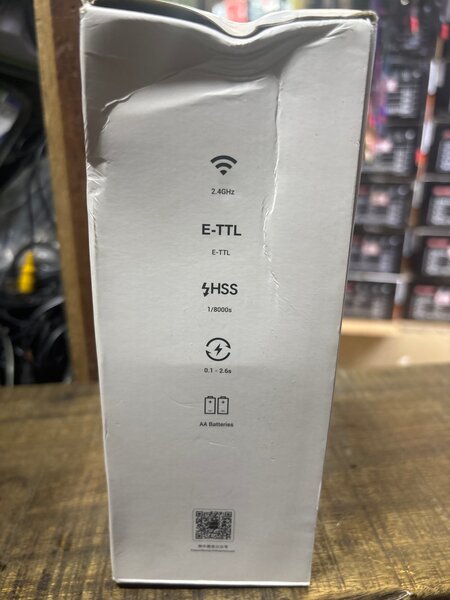 2.4GHz
E-TTL
E-TTL
HSS
1/8000s
0.1 - 2.6s
AA Batteries